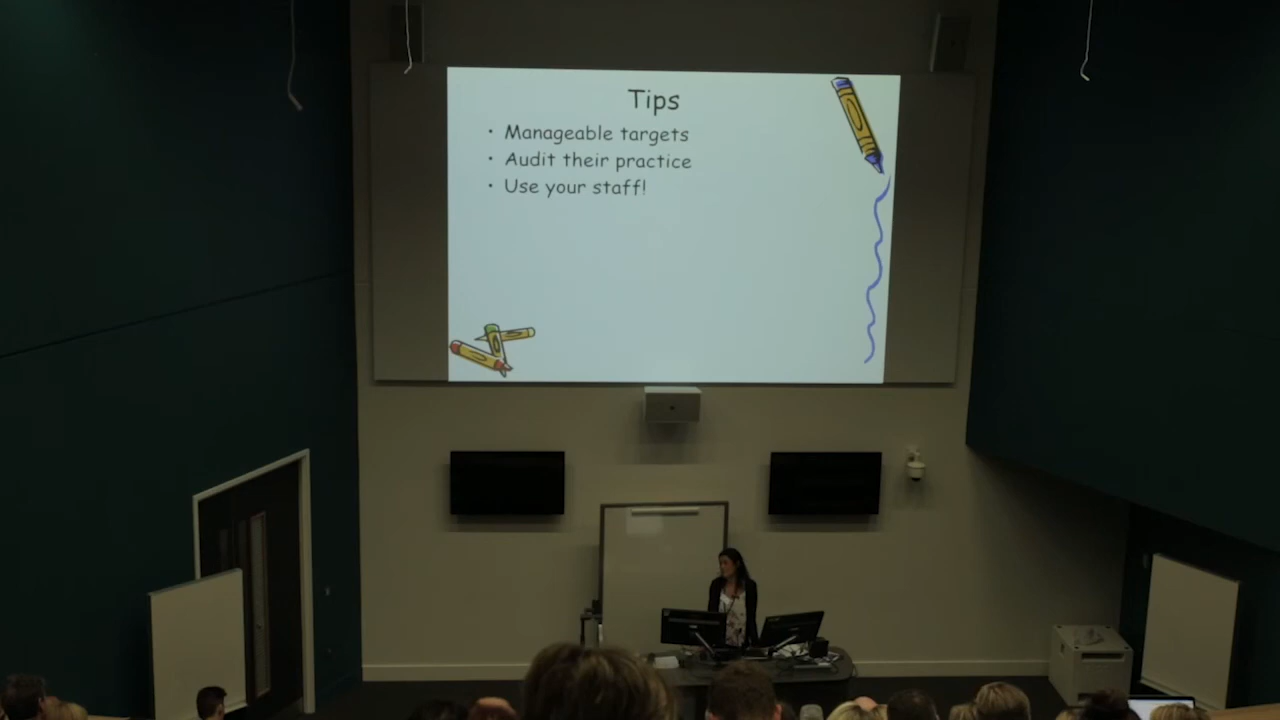 Tips
• Manageable targets
• Audit their practice
• Use your staff!